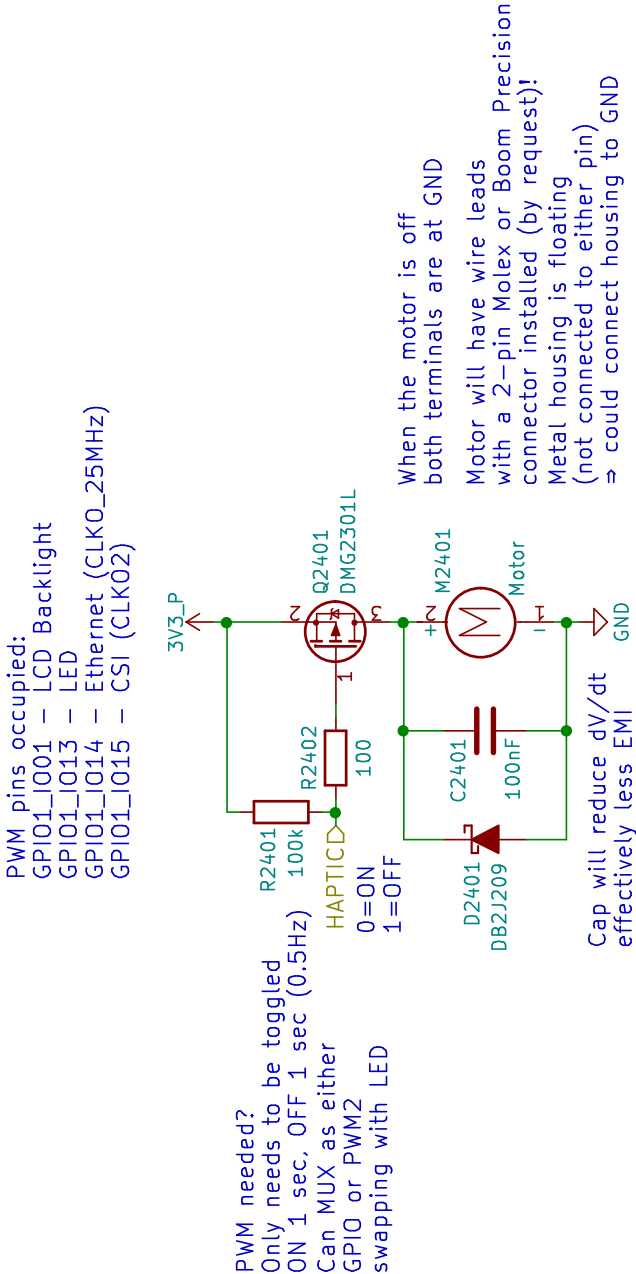 PWM pins occupied:
GPIO1_IO01 - LCD Backlight
GPIO1_IO13 - LED
GPIO1_IO14 - Ethernet (CLKO_25MHz)
GPIO1_IO15 - CSI (CLKO2)
PWM needed?
Only needs to be toggled
ON 1 sec, OFF 1 sec (0.5Hz)
Can MUX as either
GPIO or PWM2
swapping with LED
3V3_P
R2401
100k
HAPTIC
0=ON
1=OFF
R2402
100
1
2
3
Q2401
DMG2301L
D2401
DB2J209
C2401
100nF
M2401
+
2
Motor
-
1
GND
When the motor is off
both terminals are at GND
Motor will have wire leads
with a 2-pin Molex or Boom Precision
connector installed (by request)!
Metal housing is floating
(not connected to either pin)
⇒ could connect housing to GND
Cap will reduce dV/dt
effectively less EMI
M